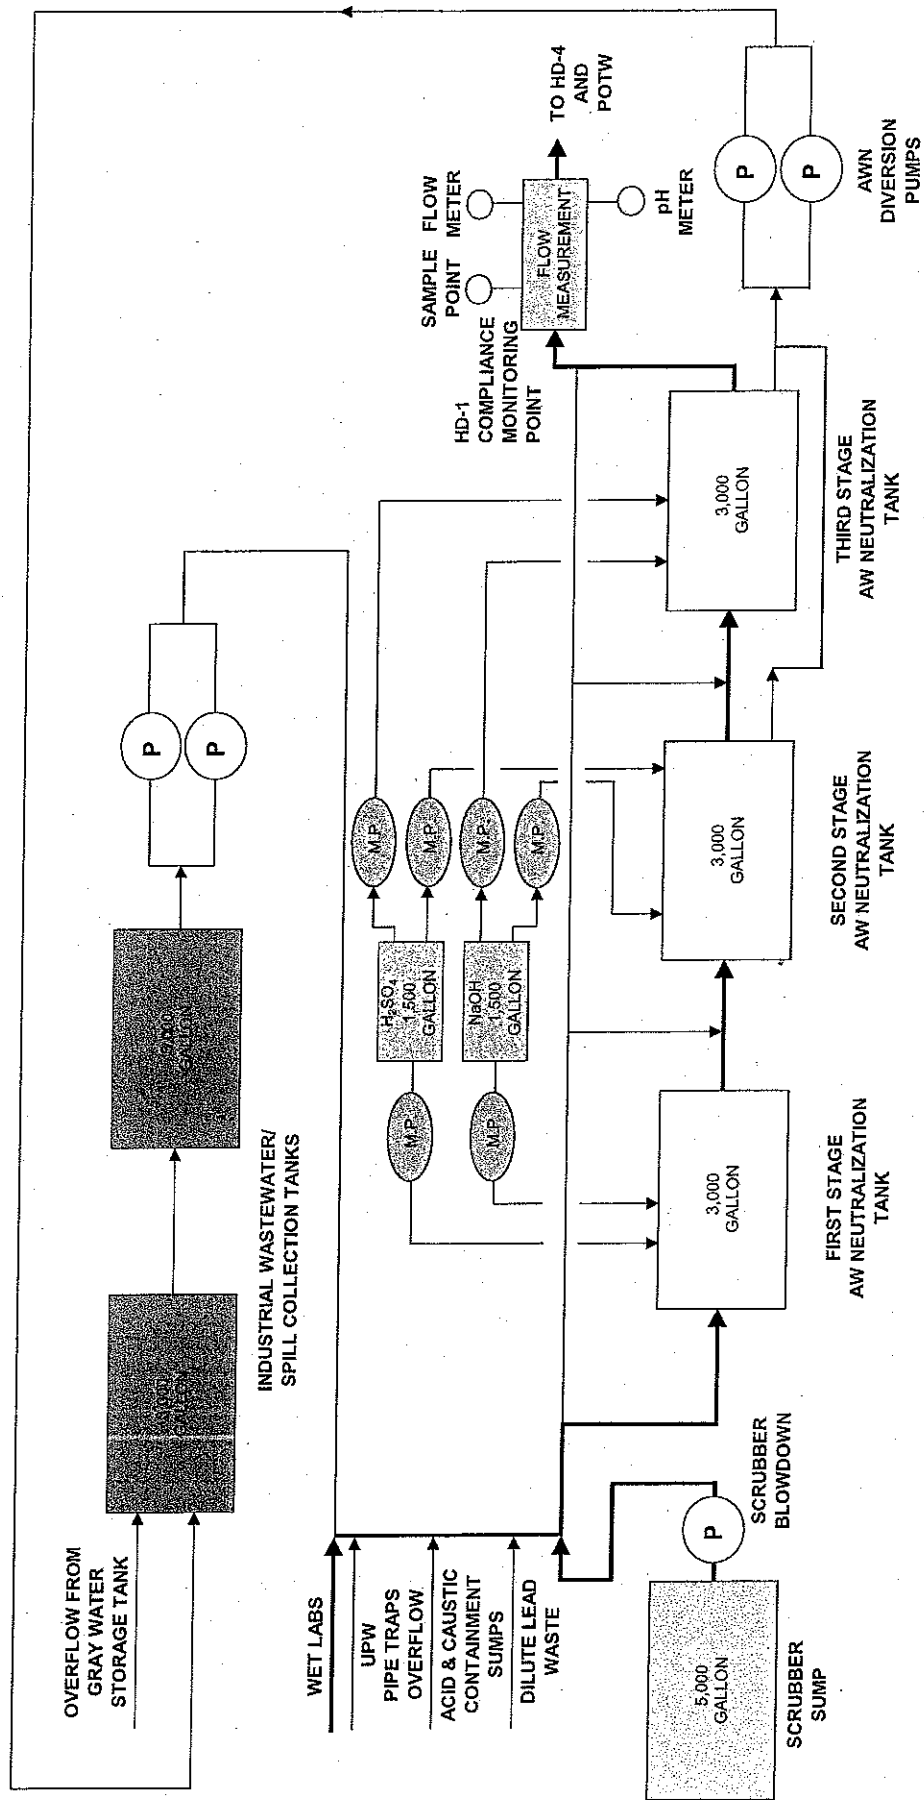 OVERFLOW FROM
GRAY WATER
STORAGE TANK
GALLON
GALLON
INDUSTRIAL WASTEWATER/
SPILL COLLECTION TANKS
P
P
WET LABS
UPW
PIPE TRAPS
OVERFLOW
ACID & CAUSTIC
CONTAINMENT
SUMPS
DILUTE LEAD
WASTE
M.P.
M.P.
H₂SO₄
1,500
GALLON
NaOH
1,500
GALLON
M.P.
M.P.
M.P.
M.P.
SAMPLE
POINT
FLOW
METER
HD-1
COMPLIANCE
MONITORING
POINT
FLOW
MEASUREMENT
TO HD-4
AND
POTW
pH
METER
5,000
GALLON
SCRUBBER
SUMP
P
SCRUBBER
BLOWDOWN
3,000
GALLON
FIRST STAGE
AW NEUTRALIZATION
TANK
3,000
GALLON
SECOND STAGE
AW NEUTRALIZATION
TANK
3,000
GALLON
THIRD STAGE
AW NEUTRALIZATION
TANK
P
P
AWN
DIVERSION
PUMPS